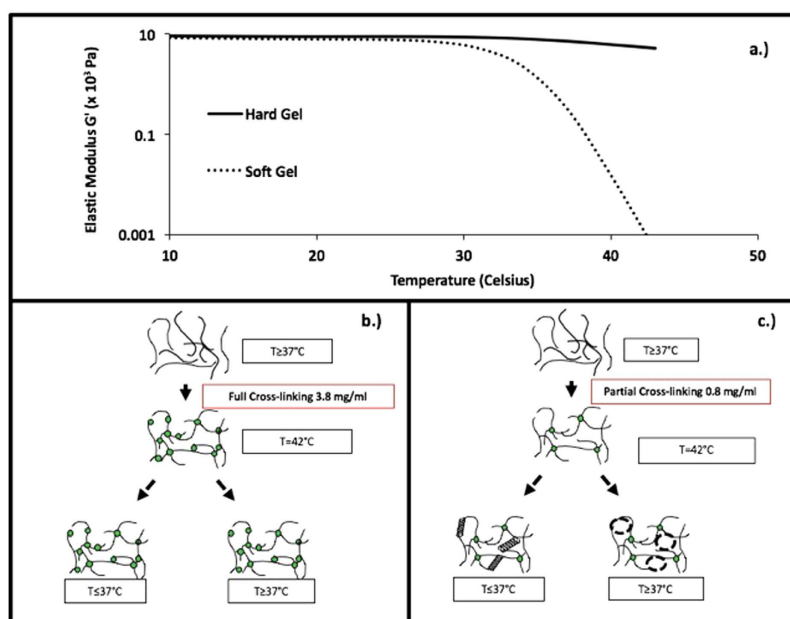 a.)
Elastic Modulus G' (x 10³ Pa)
10
0.1
0.001
Hard Gel
Soft Gel
10
20
30
40
50
Temperature (Celsius)
b.)
T≥37°C
Full Cross-linking 3.8 mg/ml
T=42°C
T≤37°C
T≥37°C
c.)
T≥37°C
Partial Cross-linking 0.8 mg/ml
T=42°C
T≤37°C
T≥37°C